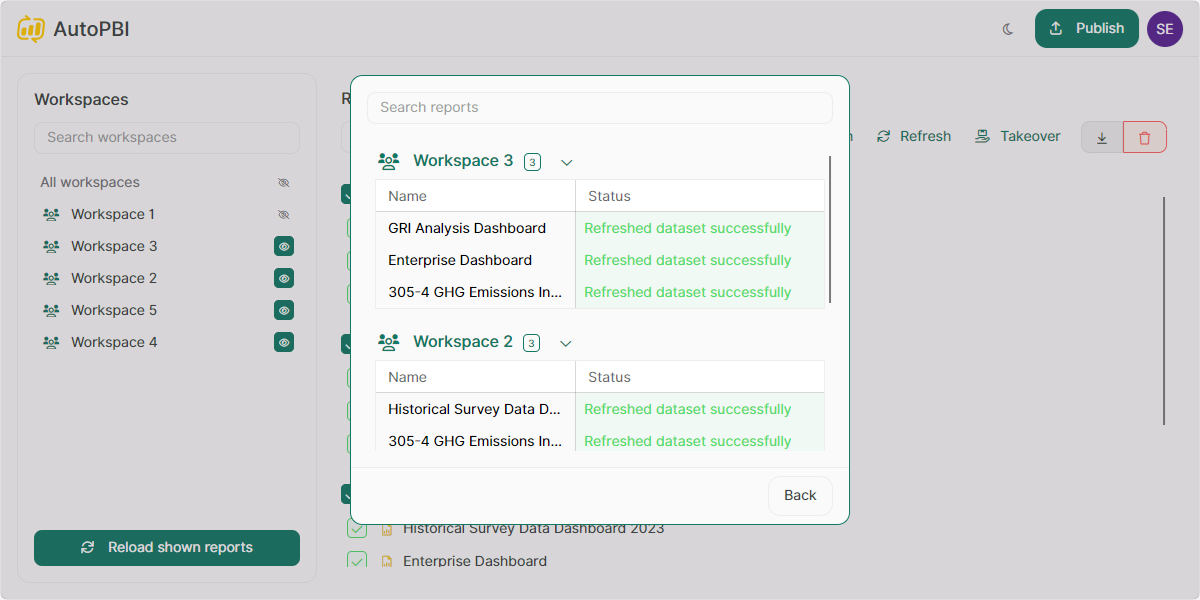 AutoPBI
Publish
SE
Workspaces
Search workspaces
All workspaces
Workspace 1
Workspace 3
Workspace 2
Workspace 5
Workspace 4
Reload shown reports
Refresh
Takeover
Search reports
Workspace 3 3
Name Status
GRI Analysis Dashboard Refreshed dataset successfully
Enterprise Dashboard Refreshed dataset successfully
305-4 GHG Emissions In... Refreshed dataset successfully
Workspace 2 3
Name Status
Historical Survey Data D... Refreshed dataset successfully
305-4 GHG Emissions In... Refreshed dataset successfully
Back
Historical Survey Data Dashboard 2023
Enterprise Dashboard